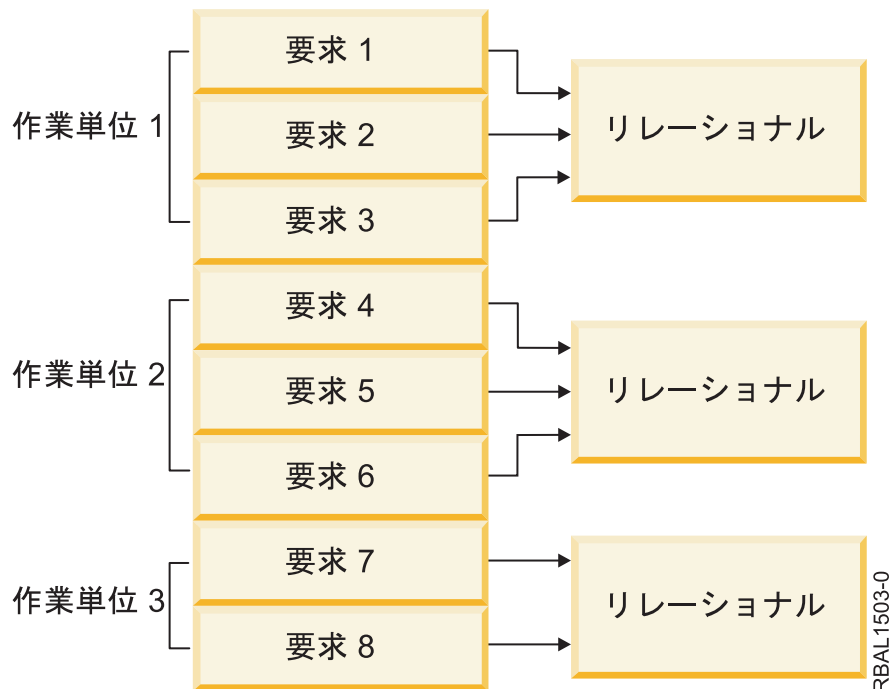 作業単位 1
要求 1
要求 2
要求 3
リレーショナル
作業単位 2
要求 4
要求 5
要求 6
リレーショナル
作業単位 3
要求 7
要求 8
リレーショナル
RBAL1503-0